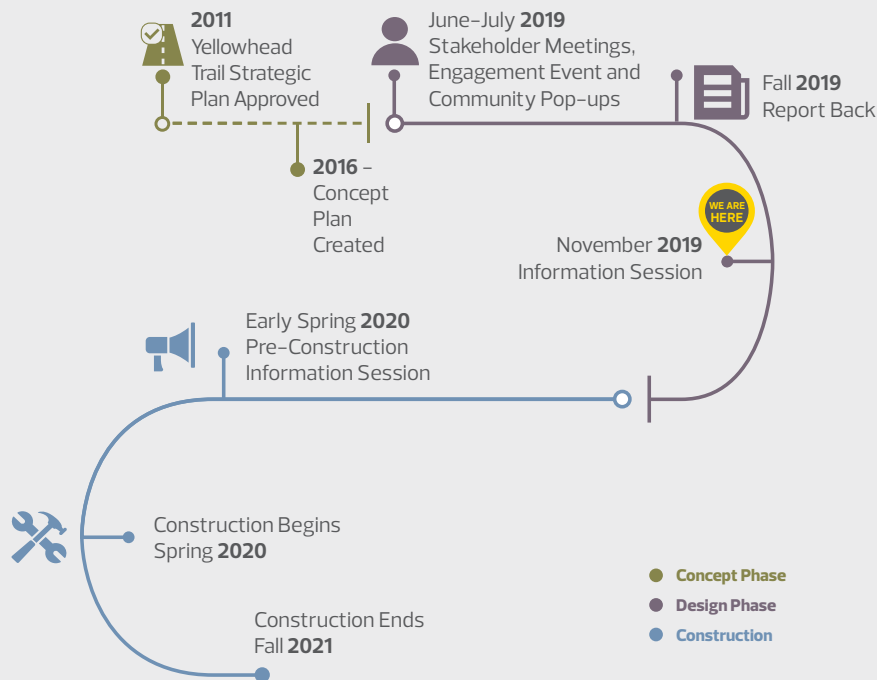 2011
Yellowhead
Trail Strategic
Plan Approved
June–July 2019
Stakeholder Meetings,
Engagement Event and
Community Pop-ups
Fall 2019
Report Back
2016 –
Concept
Plan
Created
WE ARE
HERE
November 2019
Information Session
Early Spring 2020
Pre-Construction
Information Session
Construction Begins
Spring 2020
Construction Ends
Fall 2021
Concept Phase
Design Phase
Construction